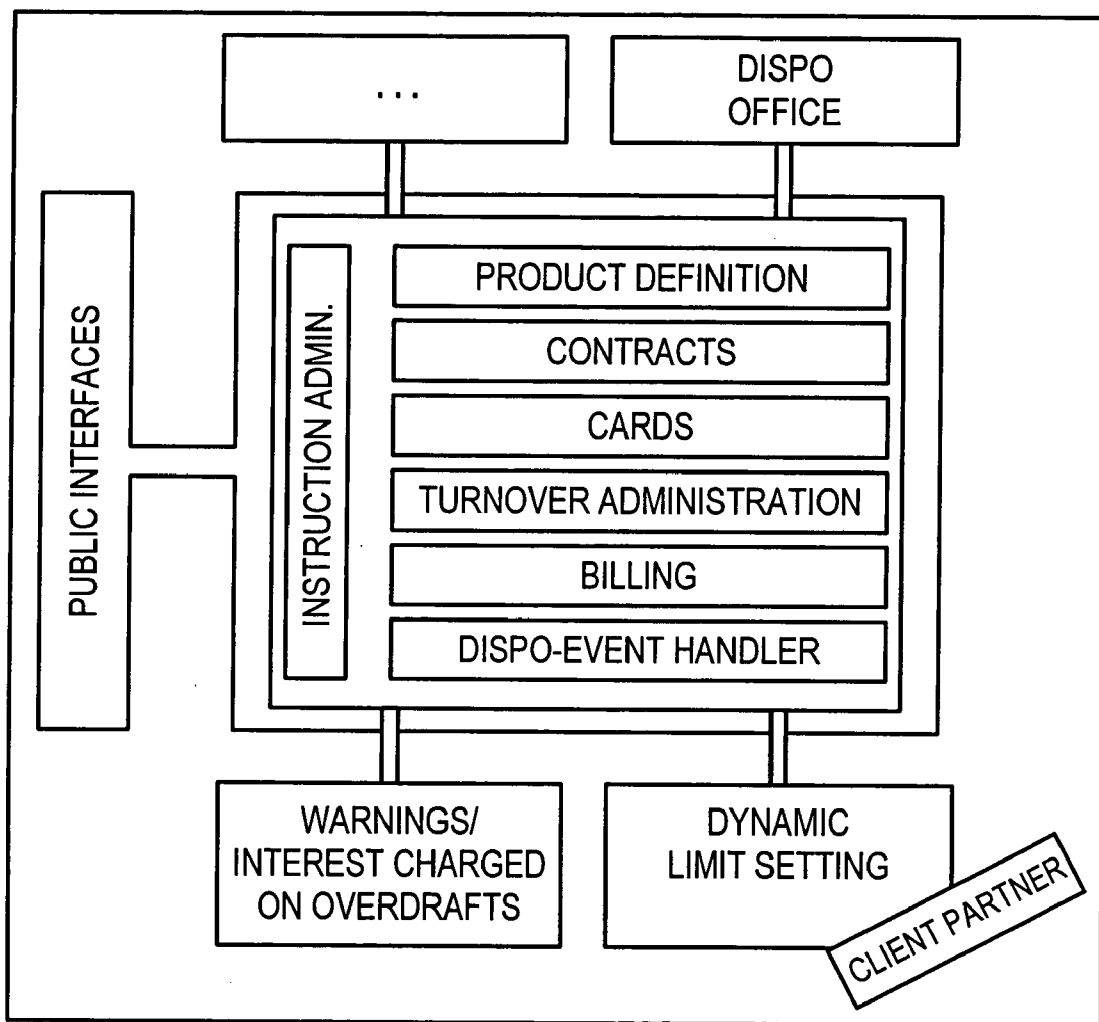 ...
DISPO
OFFICE
PUBLIC INTERFACES
INSTRUCTION ADMIN.
PRODUCT DEFINITION
CONTRACTS
CARDS
TURNOVER ADMINISTRATION
BILLING
DISPO-EVENT HANDLER
WARNINGS/
INTEREST CHARGED
ON OVERDRAFTS
DYNAMIC
LIMIT SETTING
CLIENT PARTNER